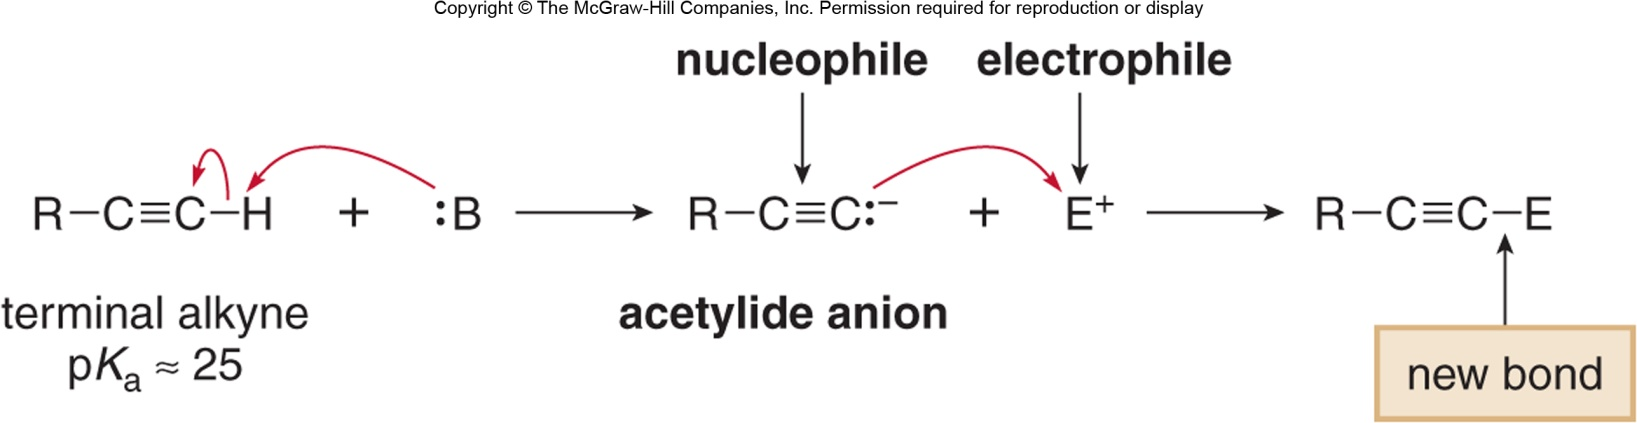 Copyright © The McGraw-Hill Companies, Inc. Permission required for reproduction or display
nucleophile electrophile
R−C≡C−H + :B ⟶ R−C≡C:⁻ + E⁺ ⟶ R−C≡C−E
terminal alkyne acetylide anion
pKₐ ≈ 25 new bond